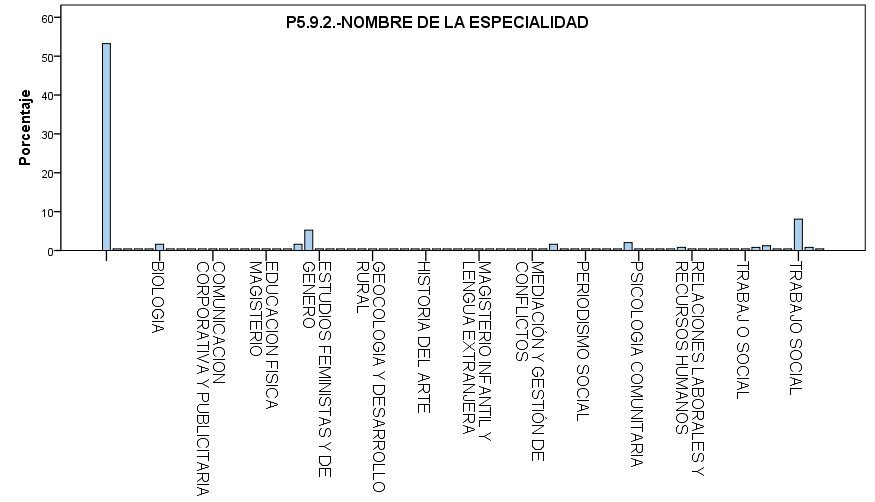 P5.9.2.-NOMBRE DE LA ESPECIALIDAD
Porcentaje
60
50
40
30
20
10
0
BIOLOGIA
COMUNICACION
CORPORATIVA Y PUBLICITARIA
EDUCACION FISICA
MAGISTERIO
ESTUDIOS FEMINISTAS Y DE
GENERO
GEOCOLOGIA Y DESARROLLO
RURAL
HISTORIA DEL ARTE
MAGISTERIO INFANTIL Y
LENGUA EXTRANJERA
MEDIACIÓN Y GESTIÓN DE
CONFLICTOS
PERIODISMO SOCIAL
PSICOLOGIA COMUNITARIA
RELACIONES LABORALES Y
RECURSOS HUMANOS
TRABAJ O SOCIAL
TRABAJO SOCIAL